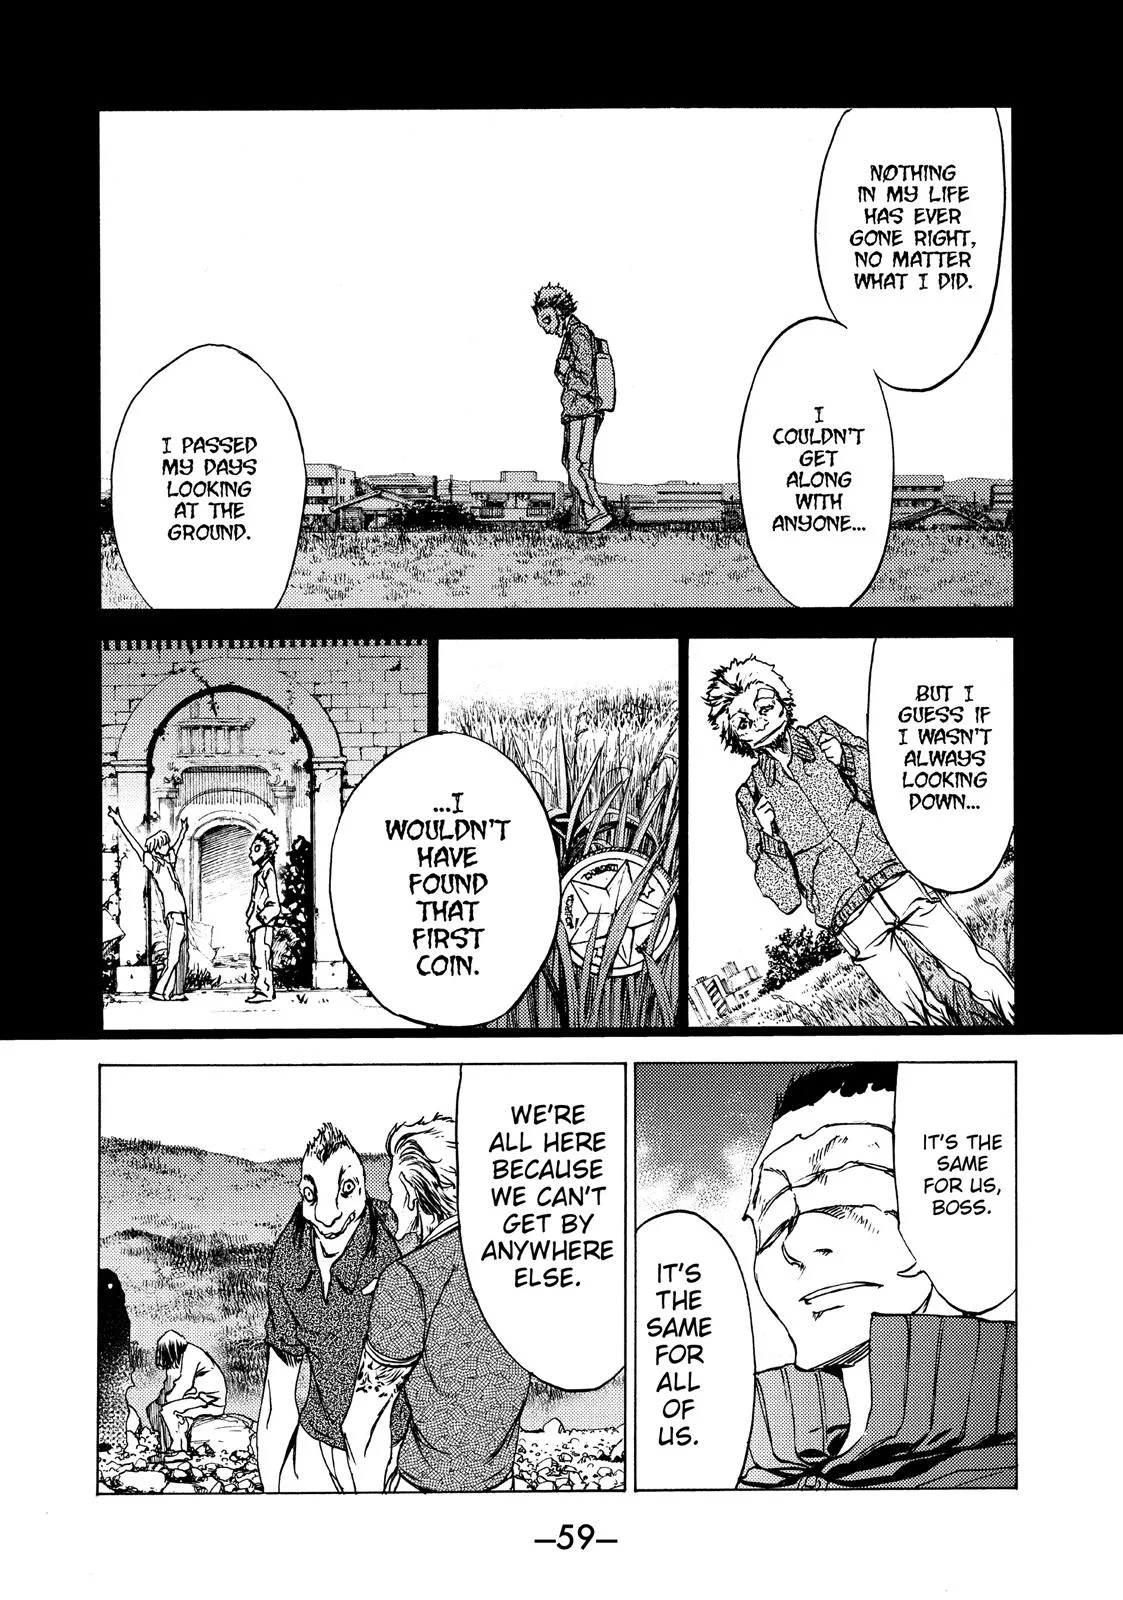 NOTHING
IN MY LIFE
HAS EVER
GONE RIGHT,
NO MATTER
WHAT I DID.
I
COULDN'T
GET
ALONG
WITH
ANYONE...
I PASSED
MY DAYS
LOOKING
AT THE
GROUND.
BUT I
GUESS IF
I WASN'T
ALWAYS
LOOKING
DOWN...
...I
WOULDN'T
HAVE
FOUND
THAT
FIRST
COIN.
IT'S THE
SAME
FOR US,
BOSS.
IT'S
THE
SAME
FOR
ALL
OF
US.
WE'RE
ALL HERE
BECAUSE
WE CAN'T
GET BY
ANYWHERE
ELSE.
—59—